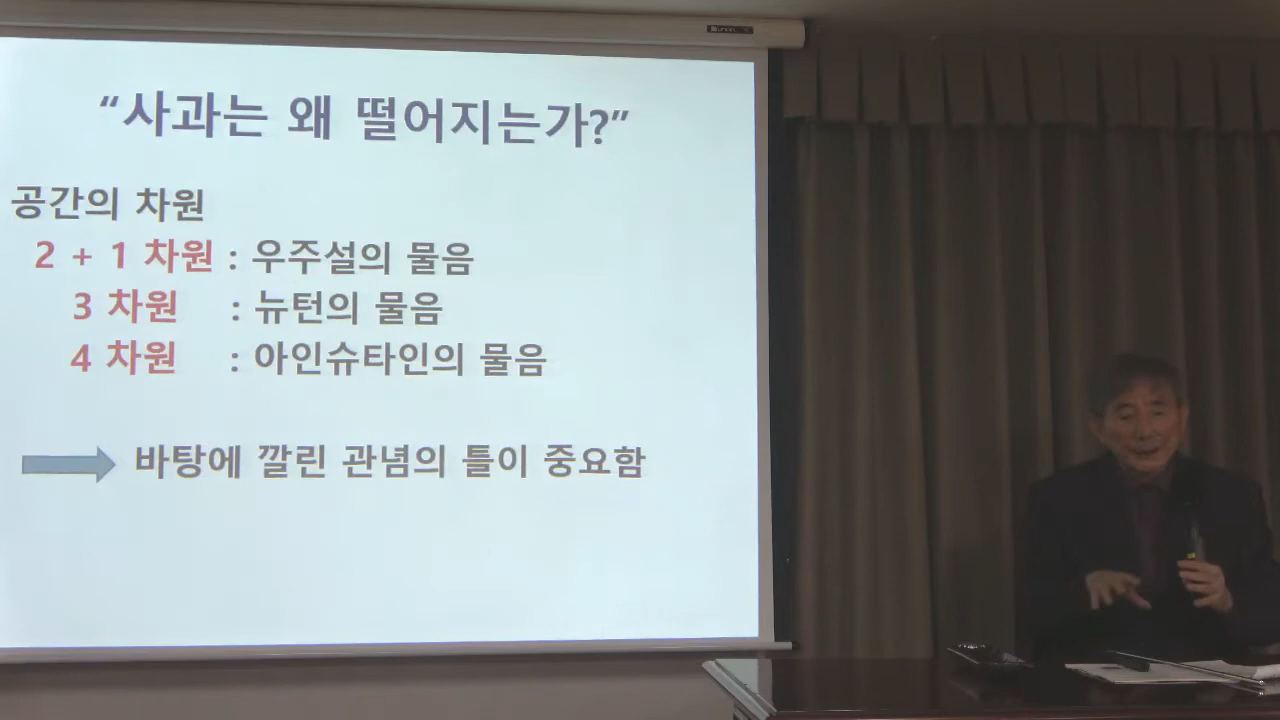 “사과는 왜 떨어지는가?”
공간의 차원
2 + 1 차원 : 우주설의 물음
3 차원 : 뉴턴의 물음
4 차원 : 아인슈타인의 물음
바탕에 깔린 관념의 틀이 중요함